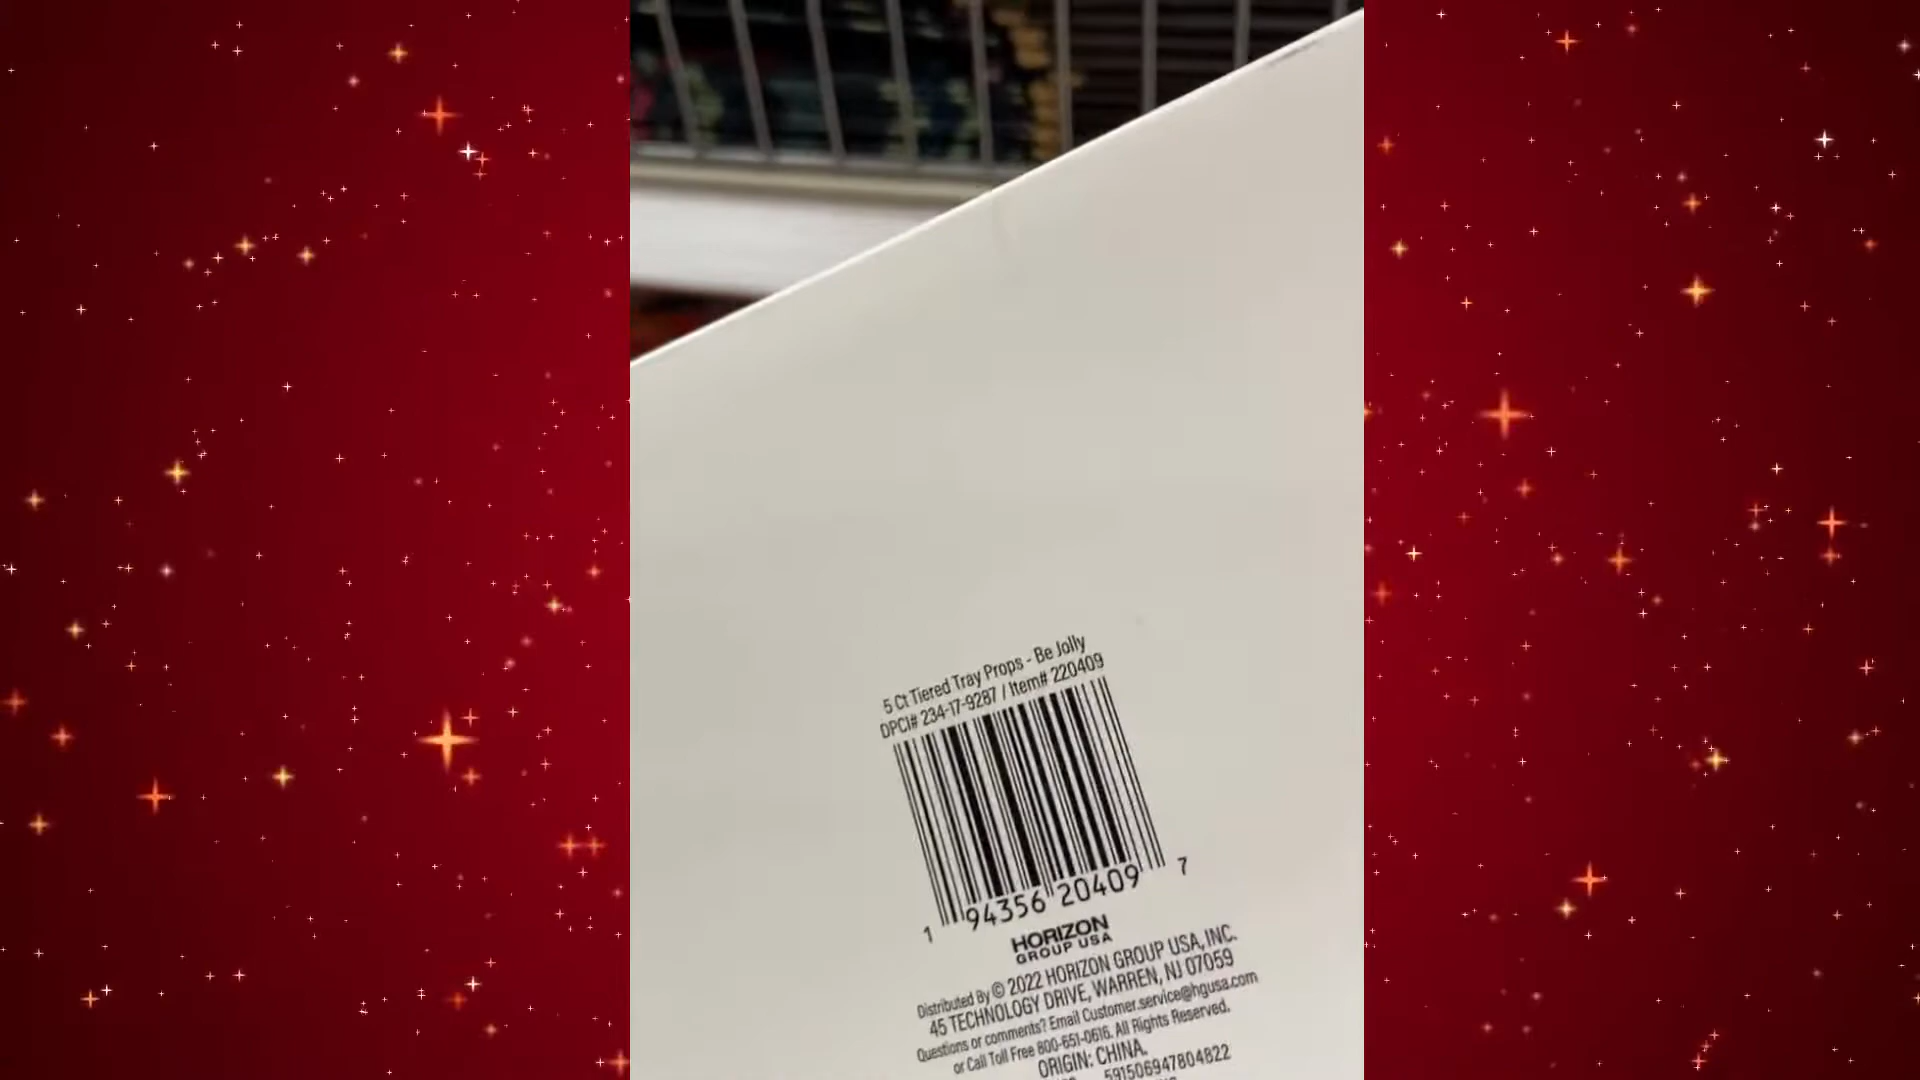 5 Ct Tiered Tray Props - Be Jolly
DPCI# 234-17-9287 / Item# 220409
1 94356 20409 7
HORIZON
GROUP USA
Distributed By © 2022 HORIZON GROUP USA, INC.
45 TECHNOLOGY DRIVE, WARREN, NJ 07059
Questions or comments? Email Customer.service@hgusa.com
or Call Toll Free 800-651-0616. All Rights Reserved.
ORIGIN: CHINA.
591506947804822